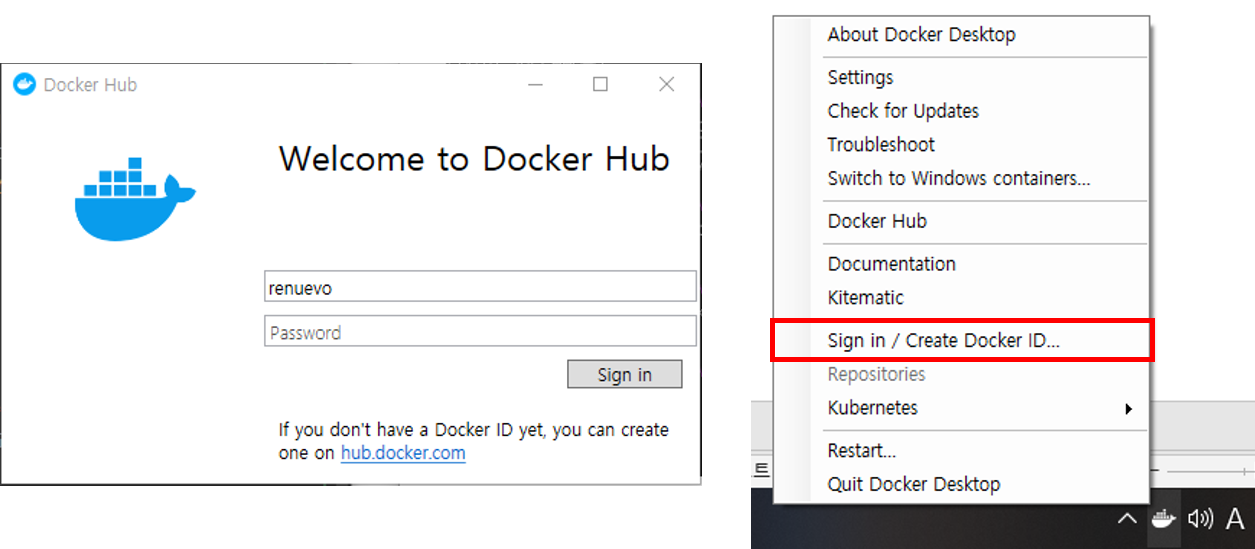 Docker Hub
Welcome to Docker Hub
renuevo
Password
Sign in
If you don't have a Docker ID yet, you can create
one on hub.docker.com
About Docker Desktop
Settings
Check for Updates
Troubleshoot
Switch to Windows containers...
Docker Hub
Documentation
Kitematic
Sign in / Create Docker ID...
Repositories
Kubernetes
Restart...
Quit Docker Desktop
트
A